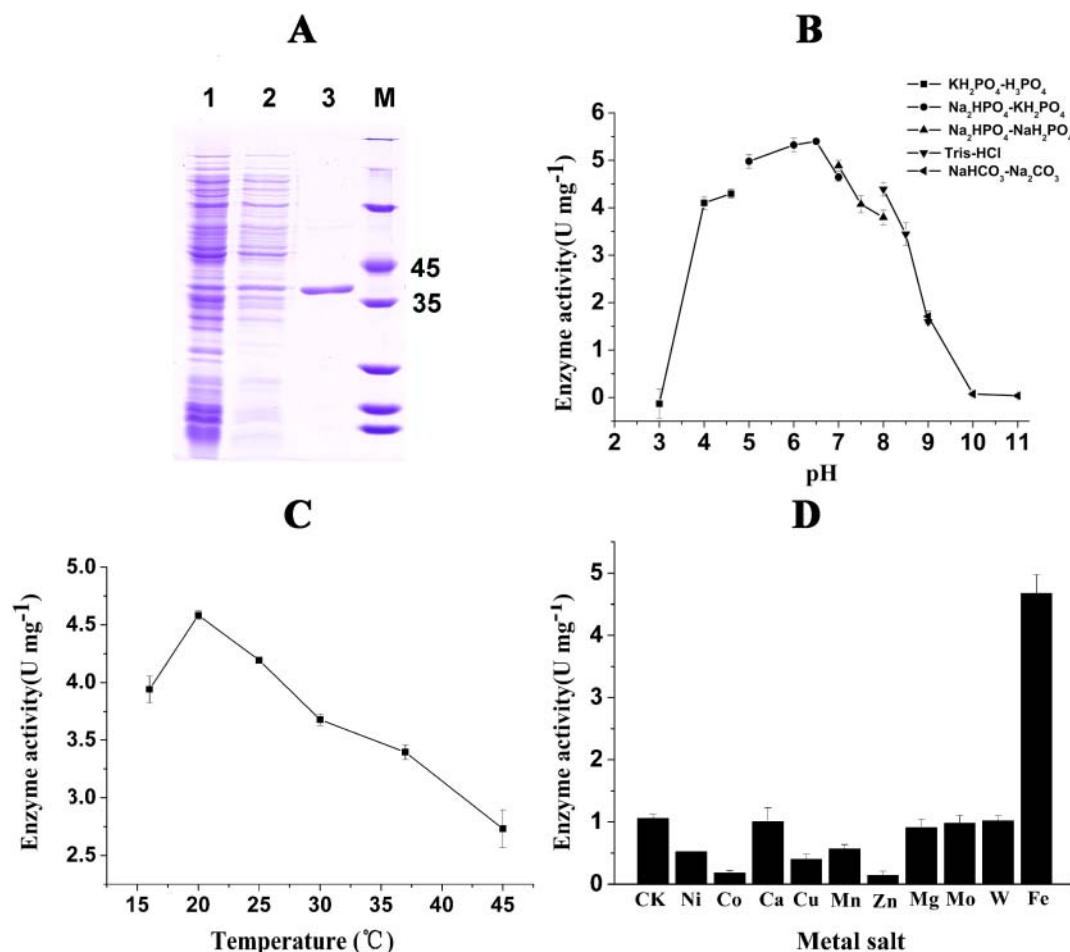 A
1 2 3 M
45
35
B
KH₂PO₄-H₃PO₄
Na₂HPO₄-KH₂PO₄
Na₂HPO₄-NaH₂PO₄
Tris-HCl
NaHCO₃-Na₂CO₃
Enzyme activity(U mg⁻¹)
6
5
4
3
2
1
0
2 3 4 5 6 7 8 9 10 11
pH
C
Enzyme activity(U mg⁻¹)
5.0
4.5
4.0
3.5
3.0
2.5
15 20 25 30 35 40 45
Temperature (℃)
D
Enzyme activity(U mg⁻¹)
5
4
3
2
1
0
CK Ni Co Ca Cu Mn Zn Mg Mo W Fe
Metal salt